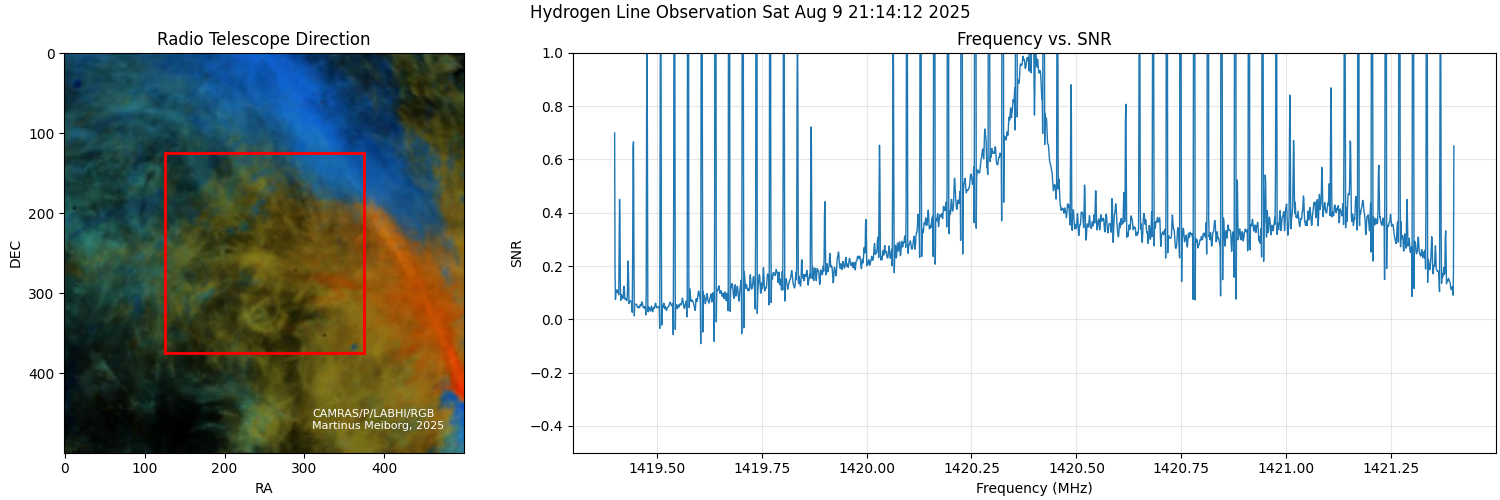 Hydrogen Line Observation Sat Aug 9 21:14:12 2025
Radio Telescope Direction
0
100
200
300
400
DEC
CAMRAS/P/LABHI/RGB
Martinus Meiborg, 2025
0 100 200 300 400
RA
Frequency vs. SNR
1.0
0.8
0.6
0.4
0.2
0.0
−0.2
−0.4
SNR
1419.50 1419.75 1420.00 1420.25 1420.50 1420.75 1421.00 1421.25
Frequency (MHz)